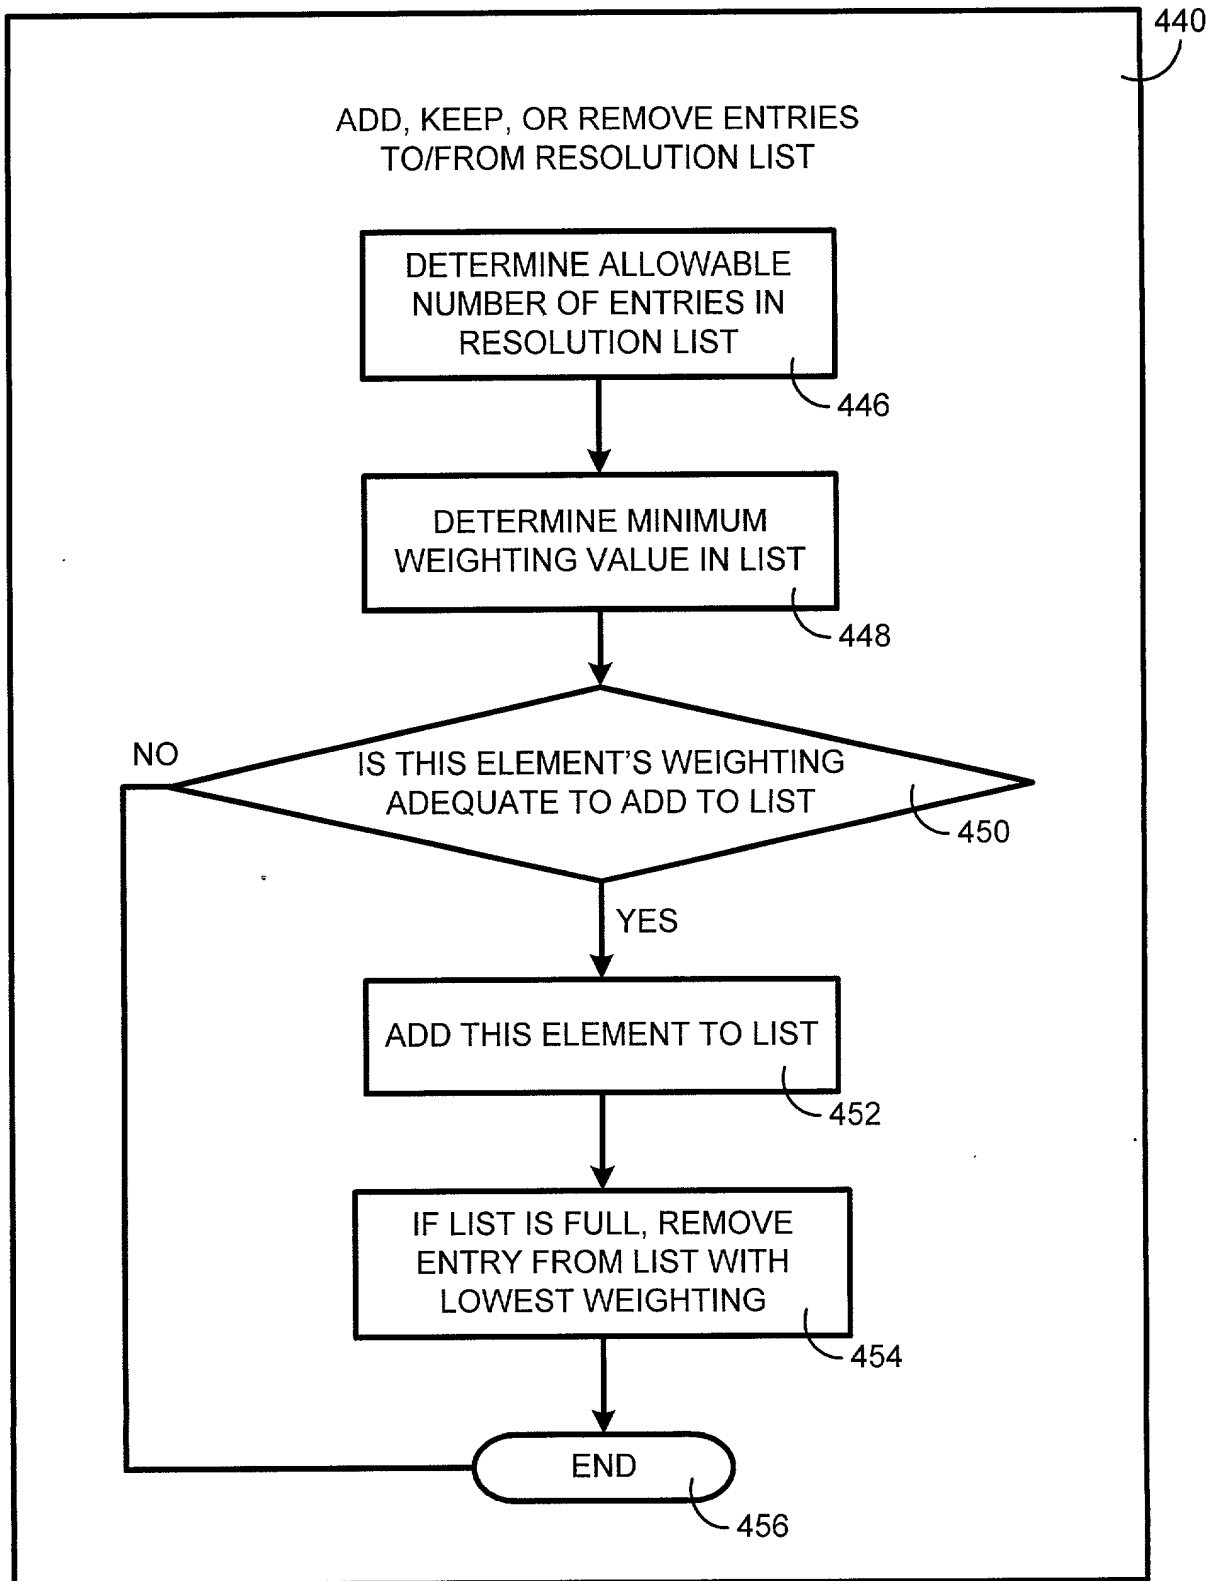 440
ADD, KEEP, OR REMOVE ENTRIES
TO/FROM RESOLUTION LIST
DETERMINE ALLOWABLE
NUMBER OF ENTRIES IN
RESOLUTION LIST
446
DETERMINE MINIMUM
WEIGHTING VALUE IN LIST
448
NO
IS THIS ELEMENT'S WEIGHTING
ADEQUATE TO ADD TO LIST
450
YES
ADD THIS ELEMENT TO LIST
452
IF LIST IS FULL, REMOVE
ENTRY FROM LIST WITH
LOWEST WEIGHTING
454
END
456